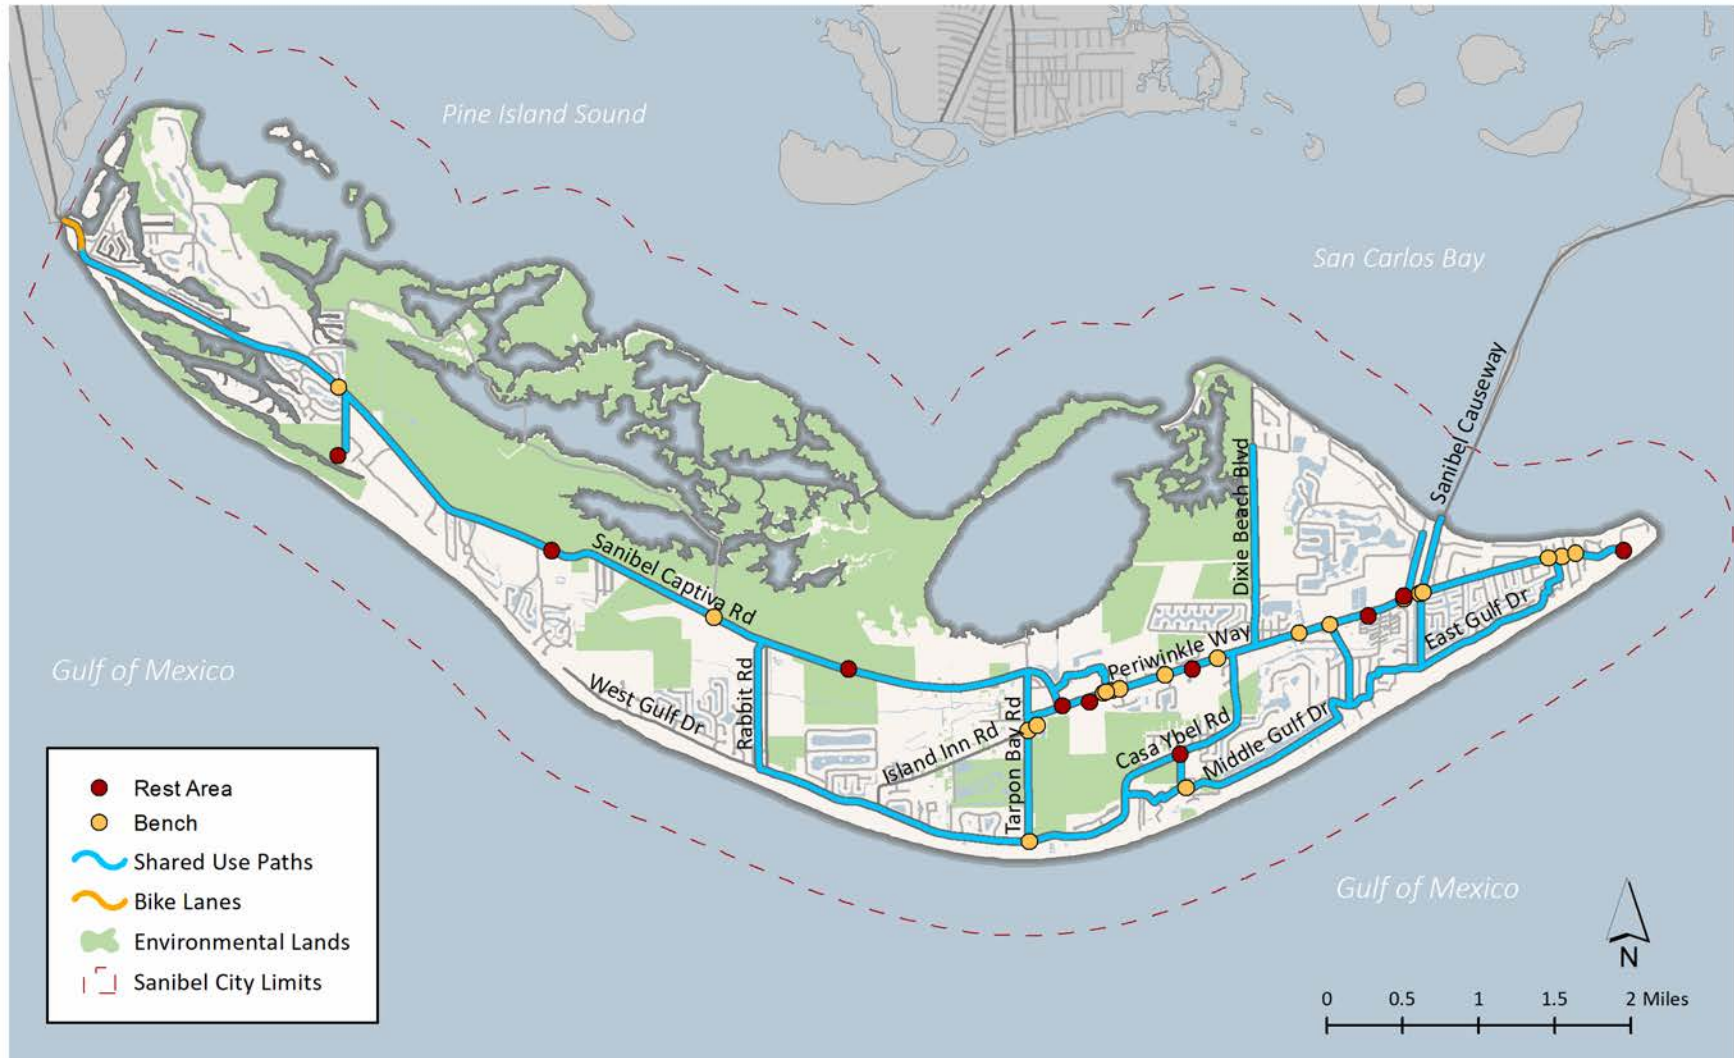 Pine Island Sound
San Carlos Bay
Sanibel Causeway
Dixie Beach Blvd
Sanibel Captiva Rd
East Gulf Dr
Periwinkle Way
Gulf of Mexico
West Gulf Dr
Rabbit Rd
Island Inn Rd
Tarpon Bay Rd
Casa Ybel Rd
Middle Gulf Dr
Rest Area
Bench
Shared Use Paths
Bike Lanes
Environmental Lands
Sanibel City Limits
Gulf of Mexico
N
0 0.5 1 1.5 2 Miles